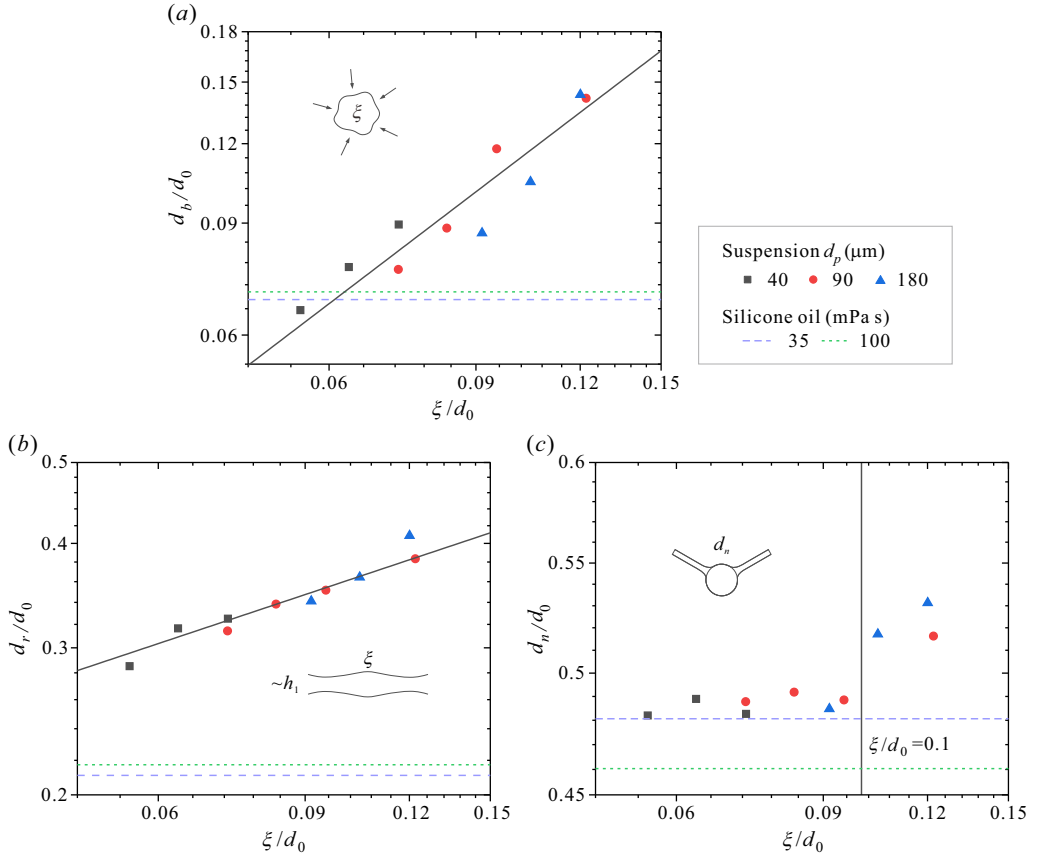 (a)
0.18
0.15
0.12
0.09
0.06
d_b/d_0
ξ
0.06
0.09
0.12
0.15
ξ/d_0
Suspension d_p (μm)
40
90
180
Silicone oil (mPa s)
35
100
(b)
0.5
0.4
0.3
0.2
d_r/d_0
ξ
~h_1
0.06
0.09
0.12
0.15
ξ/d_0
(c)
0.6
0.55
0.5
0.45
d_n/d_0
d_n
ξ/d_0=0.1
0.06
0.09
0.12
0.15
ξ/d_0